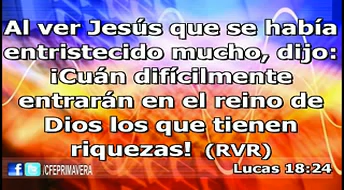 Al ver Jesús que se había
entristecido mucho, dijo:
¡Cuán difícilmente
entrarán en el reino de
Dios los que tienen
riquezas! (RVR)
Lucas 18:24
/CFEPRIMAVERA